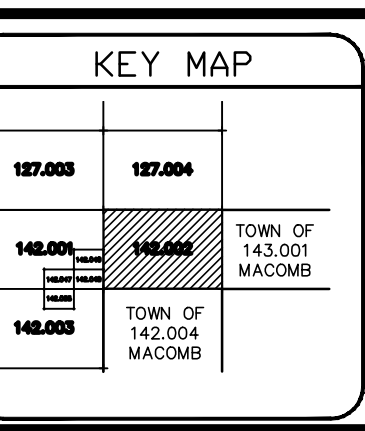 KEY MAP
127.003 127.004
142.001 142.002
TOWN OF
143.001
MACOMB
142.003
TOWN OF
142.004
MACOMB